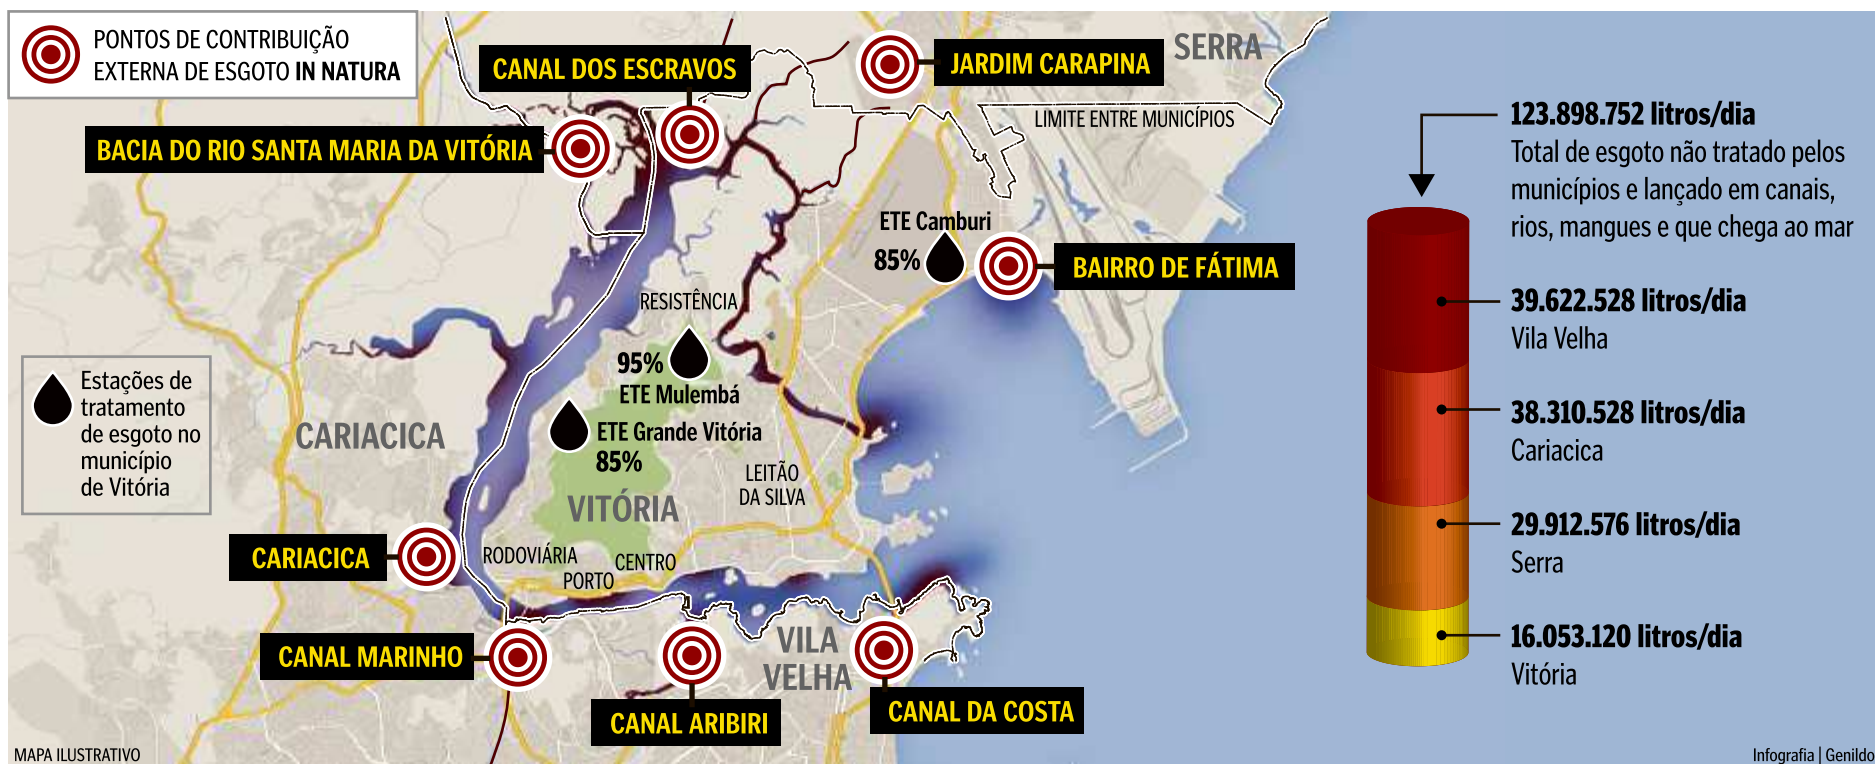 PONTOS DE CONTRIBUIÇÃO
EXTERNA DE ESGOTO IN NATURA
CANAL DOS ESCRAVOS
JARDIM CARAPINA
SERRA
BACIA DO RIO SANTA MARIA DA VITÓRIA
LIMITE ENTRE MUNICÍPIOS
ETE Camburi
85%
BAIRRO DE FÁTIMA
RESISTÊNCIA
95%
ETE Mulembá
ETE Grande Vitória
85%
Estações de
tratamento
de esgoto no
município
de Vitória
CARIACICA
VITÓRIA
LEITÃO
DA SILVA
CARIACICA
RODOVIÁRIA
PORTO
CENTRO
CANAL MARINHO
VILA
VELHA
CANAL ARIBIRI
CANAL DA COSTA
MAPA ILUSTRATIVO
123.898.752 litros/dia
Total de esgoto não tratado pelos
municípios e lançado em canais,
rios, mangues e que chega ao mar
39.622.528 litros/dia
Vila Velha
38.310.528 litros/dia
Cariacica
29.912.576 litros/dia
Serra
16.053.120 litros/dia
Vitória
Infografia | Genildo